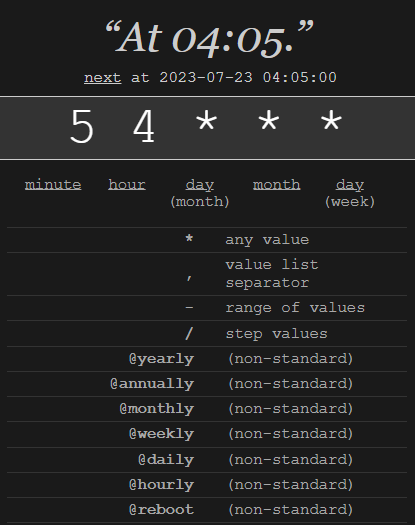 “At 04:05.”
next at 2023-07-23 04:05:00
5 4 * * *
minute hour day month day
(month) (week)
* any value
, value list
separator
- range of values
/ step values
@yearly (non-standard)
@annually (non-standard)
@monthly (non-standard)
@weekly (non-standard)
@daily (non-standard)
@hourly (non-standard)
@reboot (non-standard)